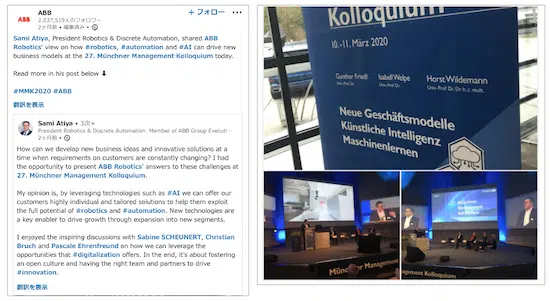 ABB
ABB
2,037,519人のフォロワー
2ヶ月前 • 編集済み •
+ フォロー
Sami Atiya, President Robotics & Discrete Automation, shared ABB
Robotics' view on how #robotics, #automation and #AI can drive new
business models at the 27. Münchner Management Kolloquium today.
Read more in his post below ⬇
#MMK2020 #ABB
翻訳を表示
Sami Atiya • 3次+
President Robotics & Discrete Automation, Member of ABB Group Executi…
2ヶ月前 •
How can we develop new business ideas and innovative solutions at a
time when requirements on customers are constantly changing? I had
the opportunity to present ABB Robotics' answers to these challenges at
27. Münchner Management Kolloquium.
My opinion is, by leveraging technologies such as #AI we can offer our
customers highly individual and tailored solutions to help them exploit
the full potential of #robotics and #automation. New technologies are
a key enabler to drive growth through expansion into new segments.
I enjoyed the inspiring discussions with Sabine SCHEUNERT, Christian
Bruch and Pascale Ehrenfreund on how we can leverage the
opportunities that #digitalization offers. In the end, it's about fostering
an open culture and having the right team and partners to drive
#innovation.
翻訳を表示
Kolloquium
10.-11. März 2020
Gunther Friedl
Univ.-Prof. Dr.
Isabell Welpe
Univ.-Prof. Dr.
Horst Wildemann
Univ.-Prof. Dr. Dr. h. c. mult.
Neue Geschäftsmodelle
Künstliche Intelligenz
Maschinenlernen
Münchner Management
Management Kolloquium